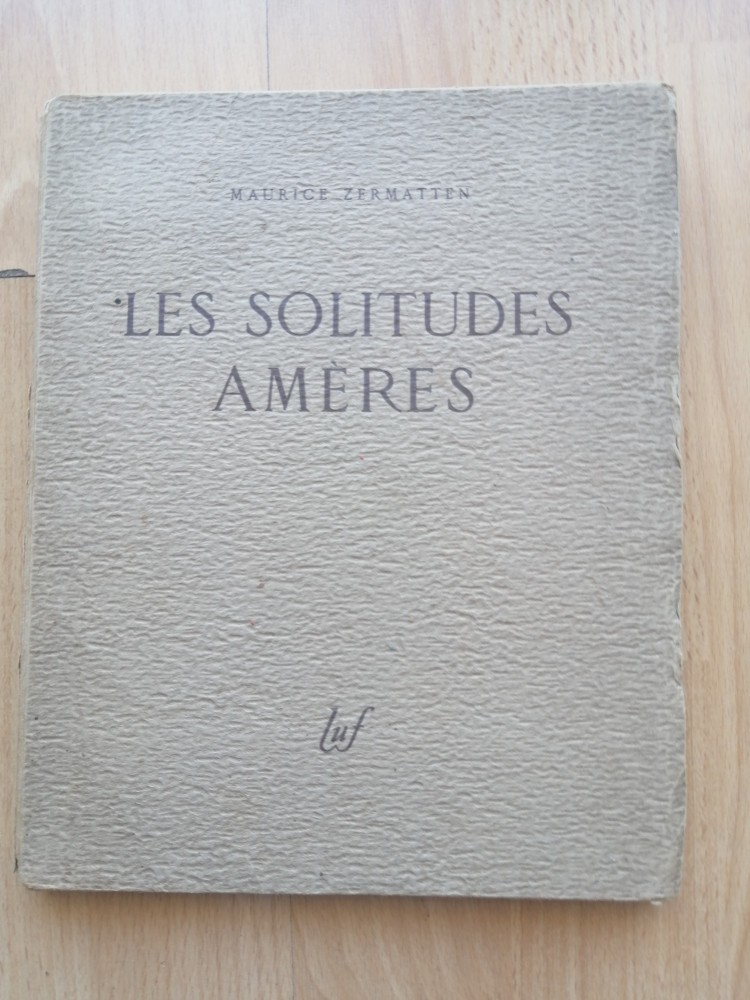 MAURICE ZERMATTEN
LES SOLITUDES
AMÈRES
luf